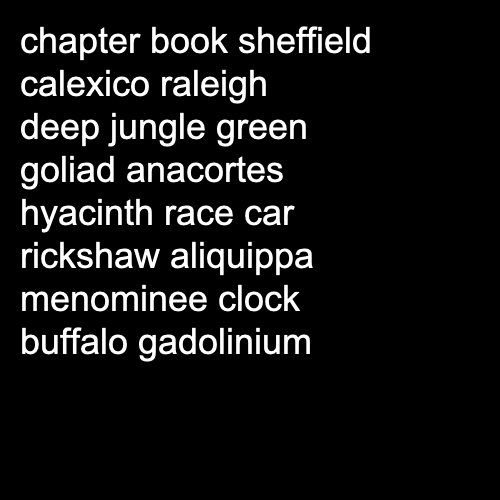 chapter book sheffield
calexico raleigh
deep jungle green
goliad anacortes
hyacinth race car
rickshaw aliquippa
menominee clock
buffalo gadolinium